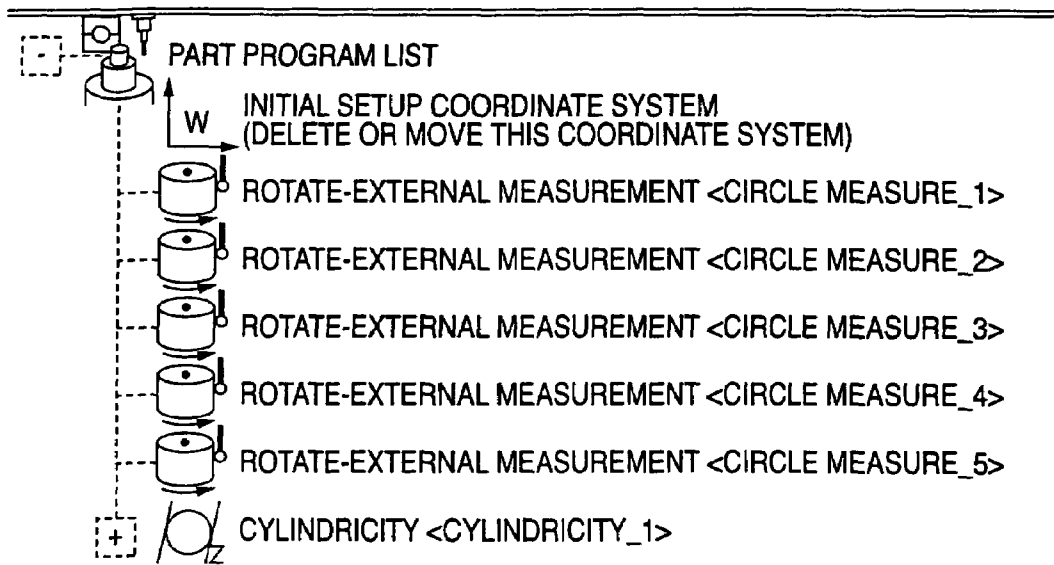 PART PROGRAM LIST
W
INITIAL SETUP COORDINATE SYSTEM
(DELETE OR MOVE THIS COORDINATE SYSTEM)
ROTATE-EXTERNAL MEASUREMENT <CIRCLE MEASURE_1>
ROTATE-EXTERNAL MEASUREMENT <CIRCLE MEASURE_2>
ROTATE-EXTERNAL MEASUREMENT <CIRCLE MEASURE_3>
ROTATE-EXTERNAL MEASUREMENT <CIRCLE MEASURE_4>
ROTATE-EXTERNAL MEASUREMENT <CIRCLE MEASURE_5>
Z
CYLINDRICITY <CYLINDRICITY_1>